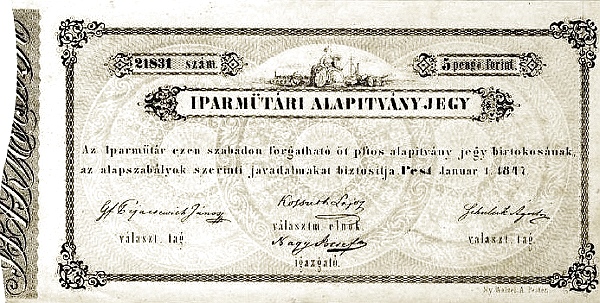 21831 szám.
5 pengő forint.
IPARMŰTÁRI ALAPITVÁNYJEGY
Az Iparműtár ezen szabadon forgatható öt pftos alapitvány jegy birtokosának,
az alapszabályok szerinti javadalmakat biztositja, Pest Januar 1. 1847.
Kossuth Lajos
választ. tag.
választm. elnök.
választ. tag.
Nagy
igazgató.
Ny. Walzel A. Pesten.